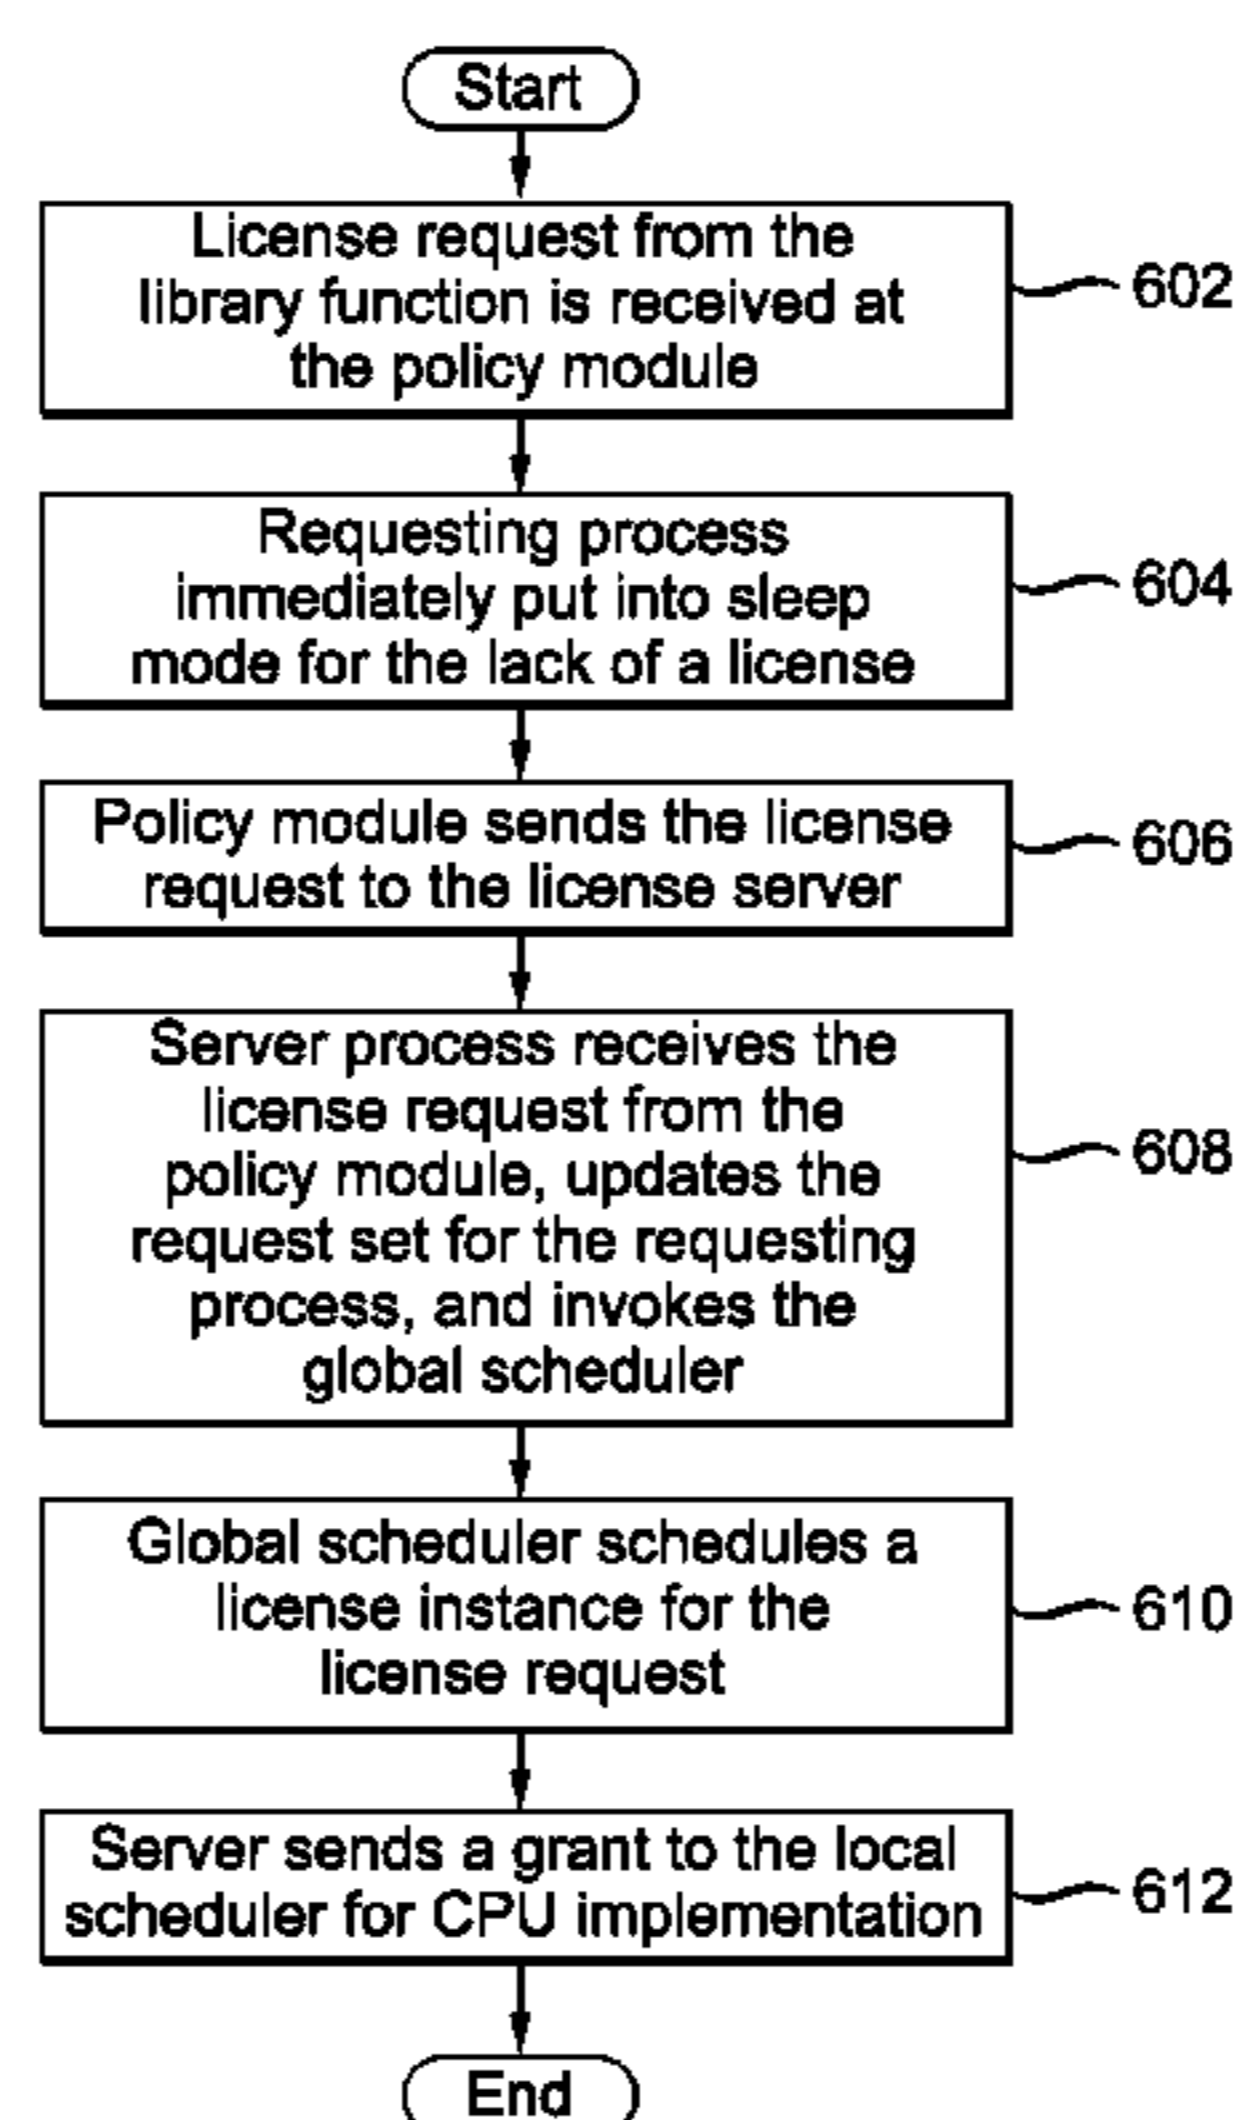 Start
License request from the
library function is received at
the policy module
602
Requesting process
immediately put into sleep
mode for the lack of a license
604
Policy module sends the license
request to the license server
606
Server process receives the
license request from the
policy module, updates the
request set for the requesting
process, and invokes the
global scheduler
608
Global scheduler schedules a
license instance for the
license request
610
Server sends a grant to the local
scheduler for CPU implementation
612
End